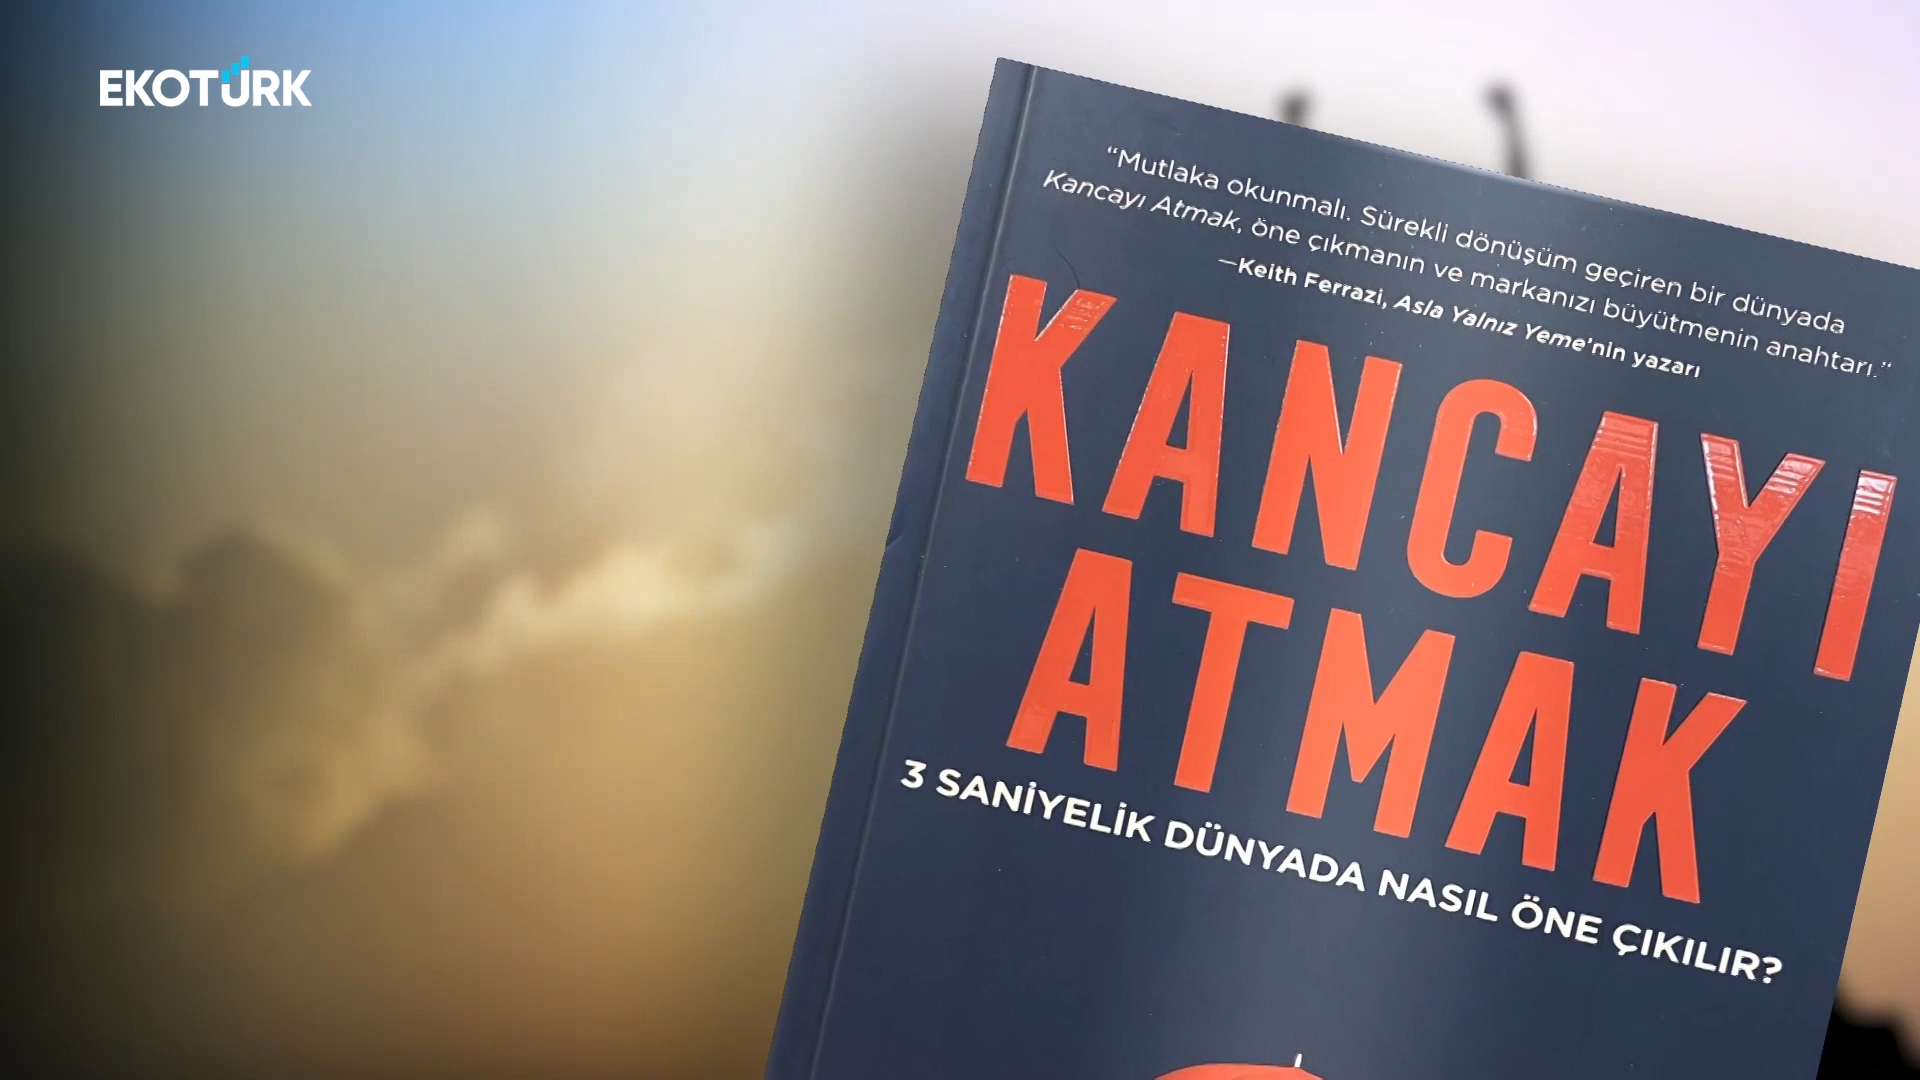 EKOTÜRK
“Mutlaka okunmalı. Sürekli dönüşüm geçiren bir dünyada
Kancayı Atmak, öne çıkmanın ve markanızı büyütmenin anahtarı.”
—Keith Ferrazi, Asla Yalnız Yeme'nin yazarı
KANCAYI
ATMAK
3 SANİYELİK DÜNYADA NASIL ÖNE ÇIKILIR?